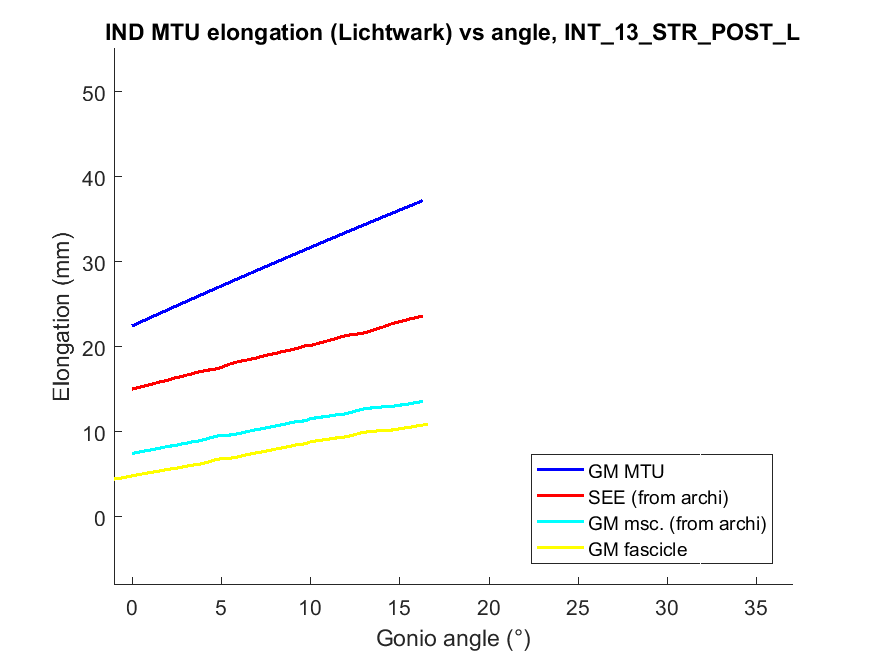 IND MTU elongation (Lichtwark) vs angle, INT_13_STR_POST_L
50
40
30
20
10
0
Elongation (mm)
0 5 10 15 20 25 30 35
Gonio angle (°)
GM MTU
SEE (from archi)
GM msc. (from archi)
GM fascicle